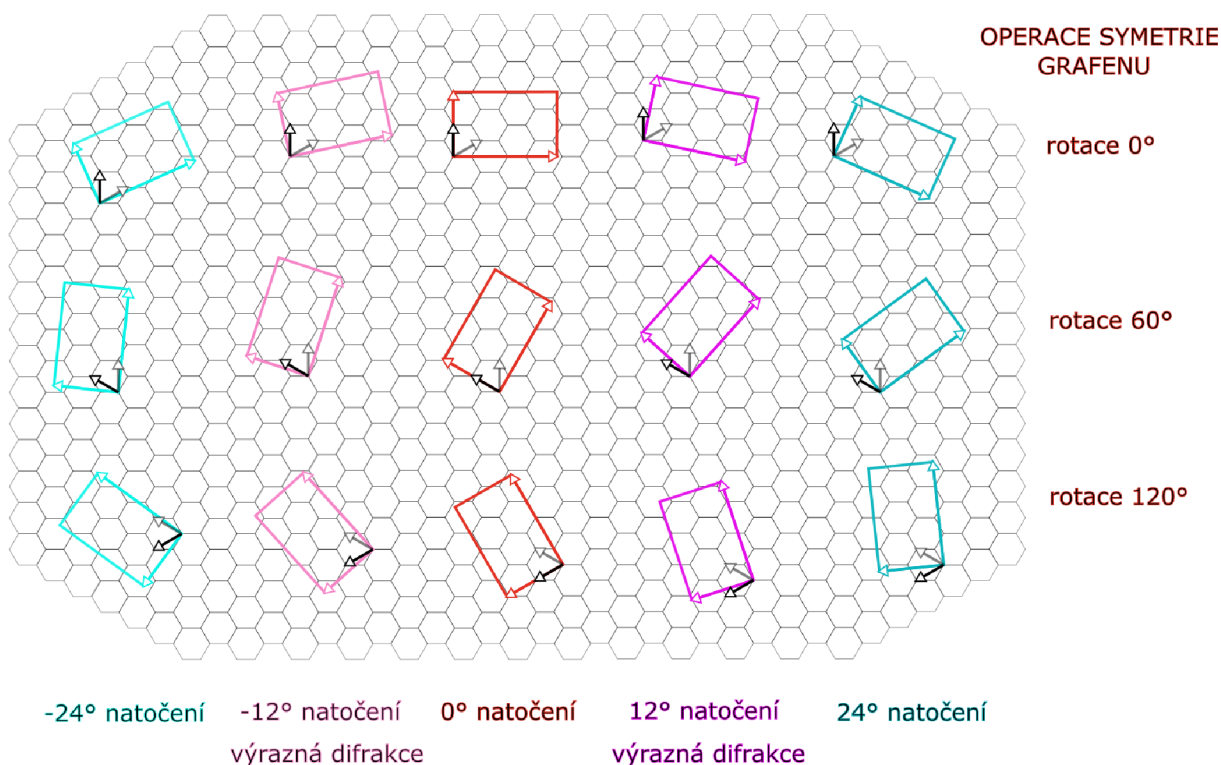 OPERACE SYMETRIE
GRAFENU
rotace 0°
rotace 60°
rotace 120°
-24° natočení
-12° natočení
0° natočení
12° natočení
24° natočení
výrazná difrakce
výrazná difrakce